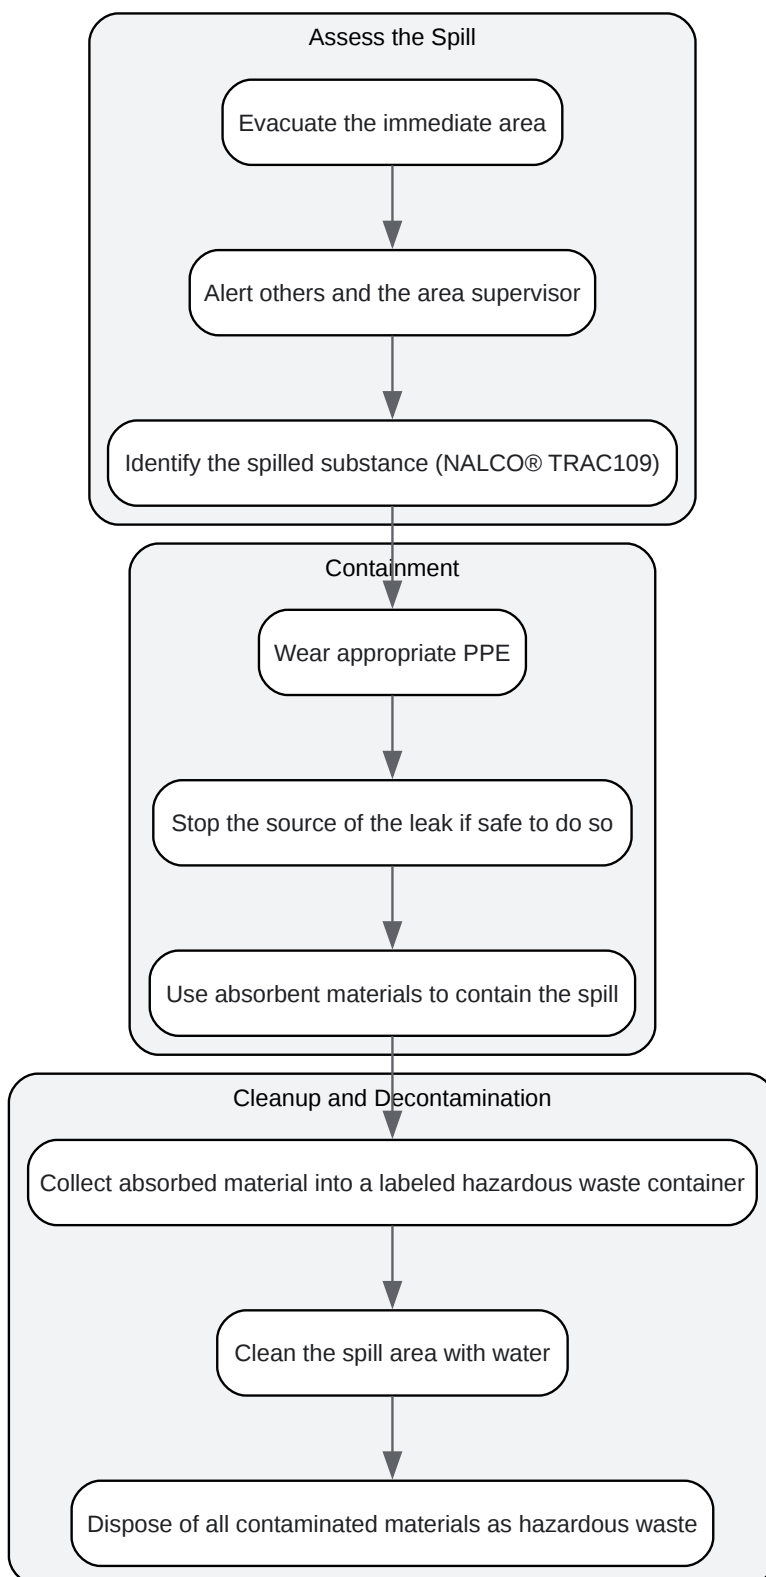 Assess the Spill
Evacuate the immediate area
Alert others and the area supervisor
Identify the spilled substance (NALCO® TRAC109)
Containment
Wear appropriate PPE
Stop the source of the leak if safe to do so
Use absorbent materials to contain the spill
Cleanup and Decontamination
Collect absorbed material into a labeled hazardous waste container
Clean the spill area with water
Dispose of all contaminated materials as hazardous waste